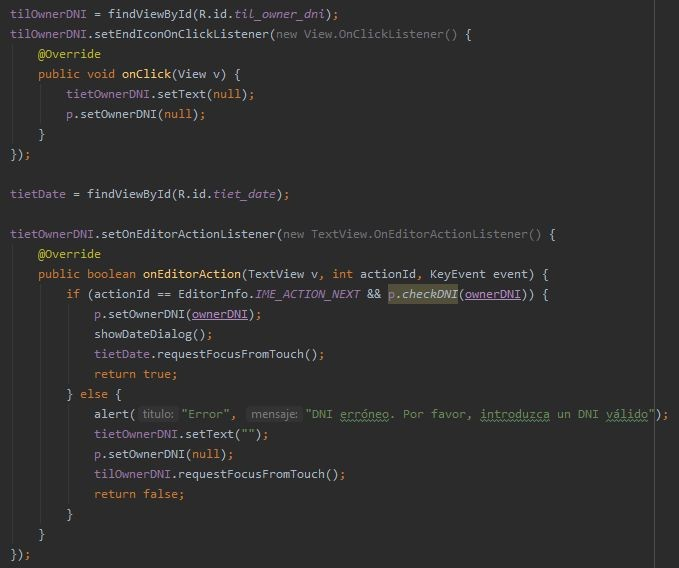 tilOwnerDNI = findViewById(R.id.til_owner_dni);
tilOwnerDNI.setEndIconOnClickListener(new View.OnClickListener() {
    @Override
    public void onClick(View v) {
        tietOwnerDNI.setText(null);
        p.setOwnerDNI(null);
    }
});

tietDate = findViewById(R.id.tiet_date);

tietOwnerDNI.setOnEditorActionListener(new TextView.OnEditorActionListener() {
    @Override
    public boolean onEditorAction(TextView v, int actionId, KeyEvent event) {
        if (actionId == EditorInfo.IME_ACTION_NEXT && p.checkDNI(ownerDNI)) {
            p.setOwnerDNI(ownerDNI);
            showDateDialog();
            tietDate.requestFocusFromTouch();
            return true;
        } else {
            alert( titulo: "Error", mensaje: "DNI erróneo. Por favor, introduzca un DNI válido");
            tietOwnerDNI.setText("");
            p.setOwnerDNI(null);
            tilOwnerDNI.requestFocusFromTouch();
            return false;
        }
    }
});